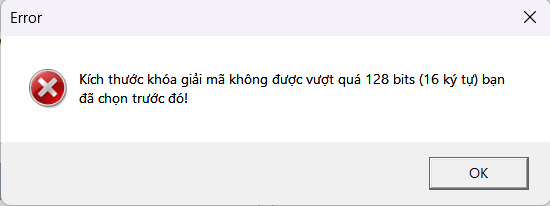 Error
Kích thước khóa giải mã không được vượt quá 128 bits (16 ký tự) bạn
đã chọn trước đó!
OK